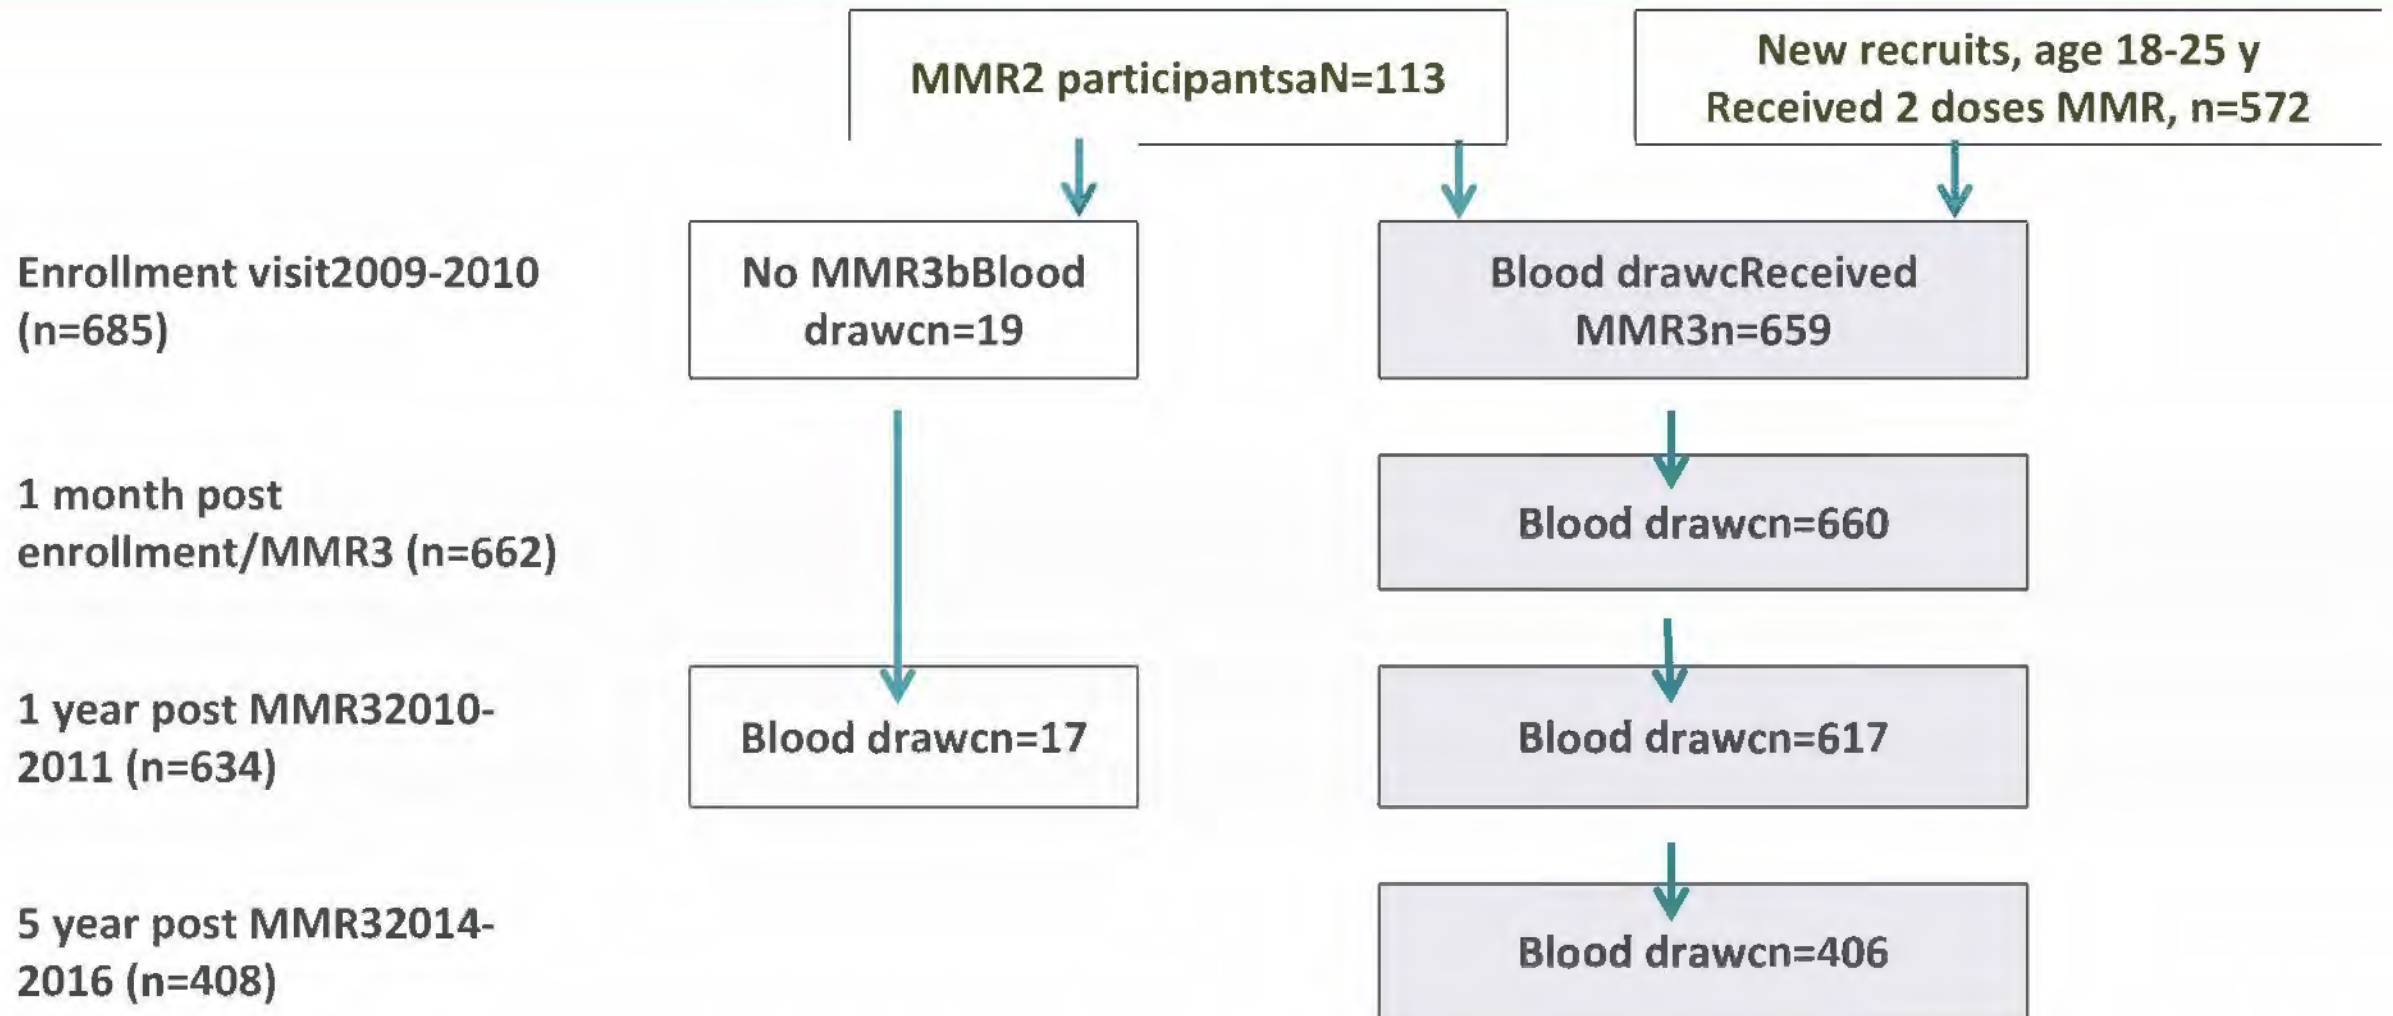 MMR2 participantsaN=113
New recruits, age 18-25 y
Received 2 doses MMR, n=572
Enrollment visit2009-2010
(n=685)
No MMR3bBlood
drawcn=19
Blood drawcReceived
MMR3n=659
1 month post
enrollment/MMR3 (n=662)
Blood drawcn=660
1 year post MMR32010-
2011 (n=634)
Blood drawcn=17
Blood drawcn=617
5 year post MMR32014-
2016 (n=408)
Blood drawcn=406